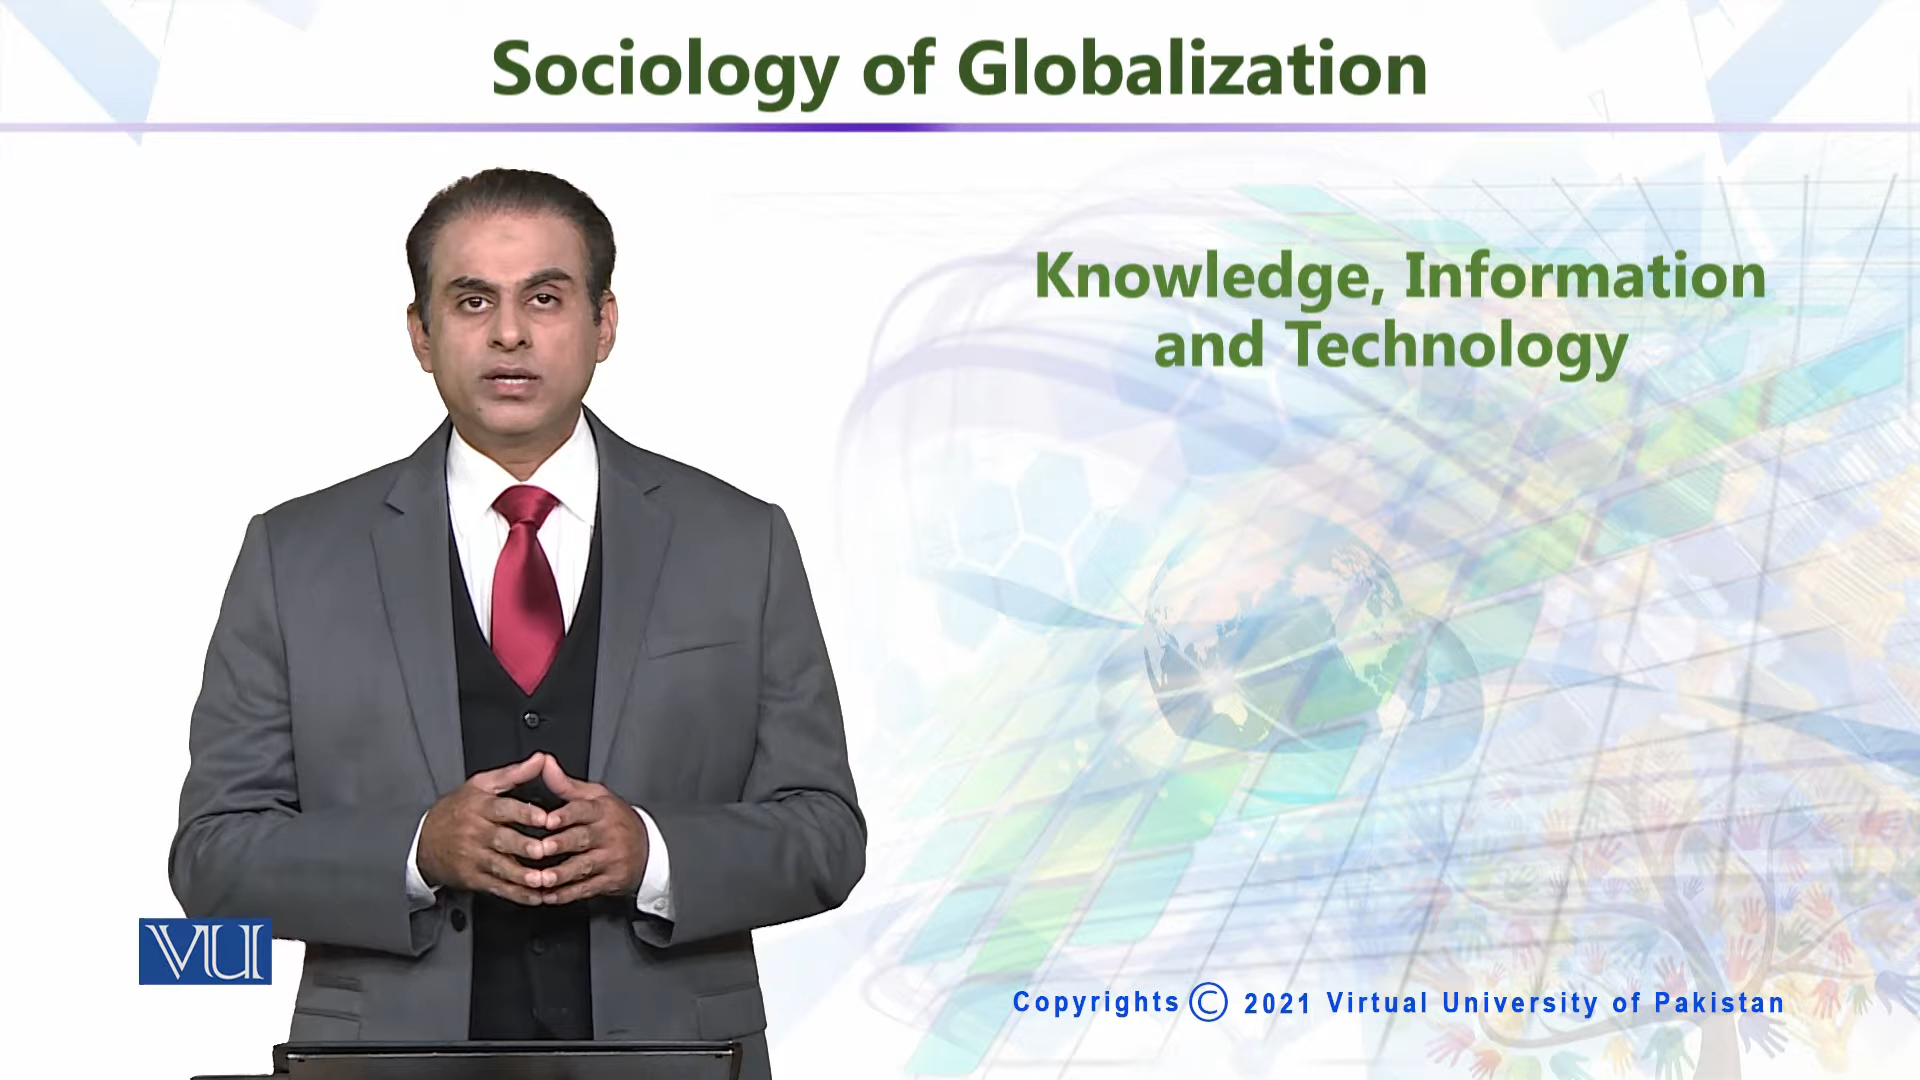 Sociology of Globalization
Knowledge, Information
and Technology
VU
Copyrights © 2021 Virtual University of Pakistan